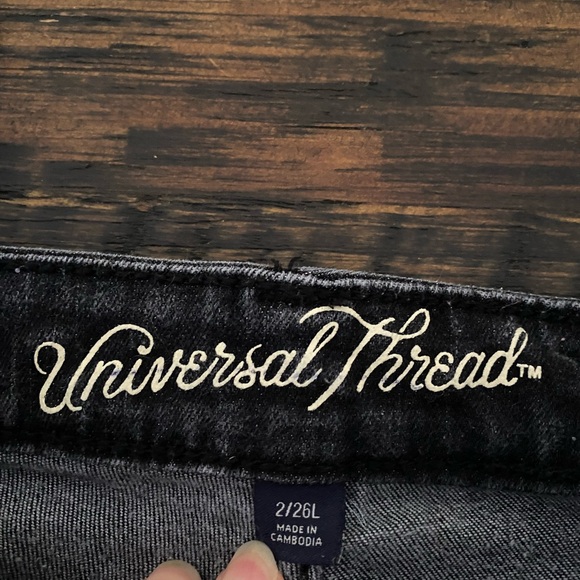 Universal Thread™
2/26L
MADE IN
CAMBODIA